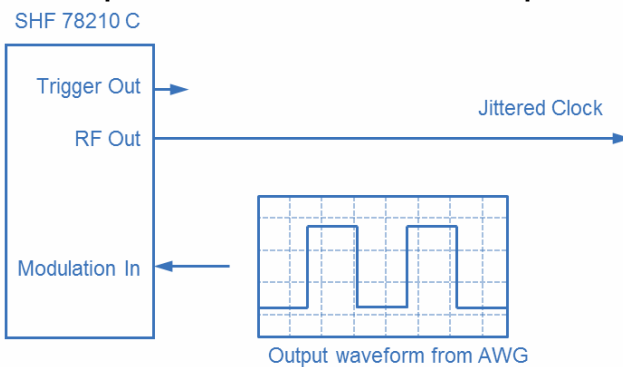 SHF 78210 C
Trigger Out
Jittered Clock
RF Out
Modulation In
Output waveform from AWG